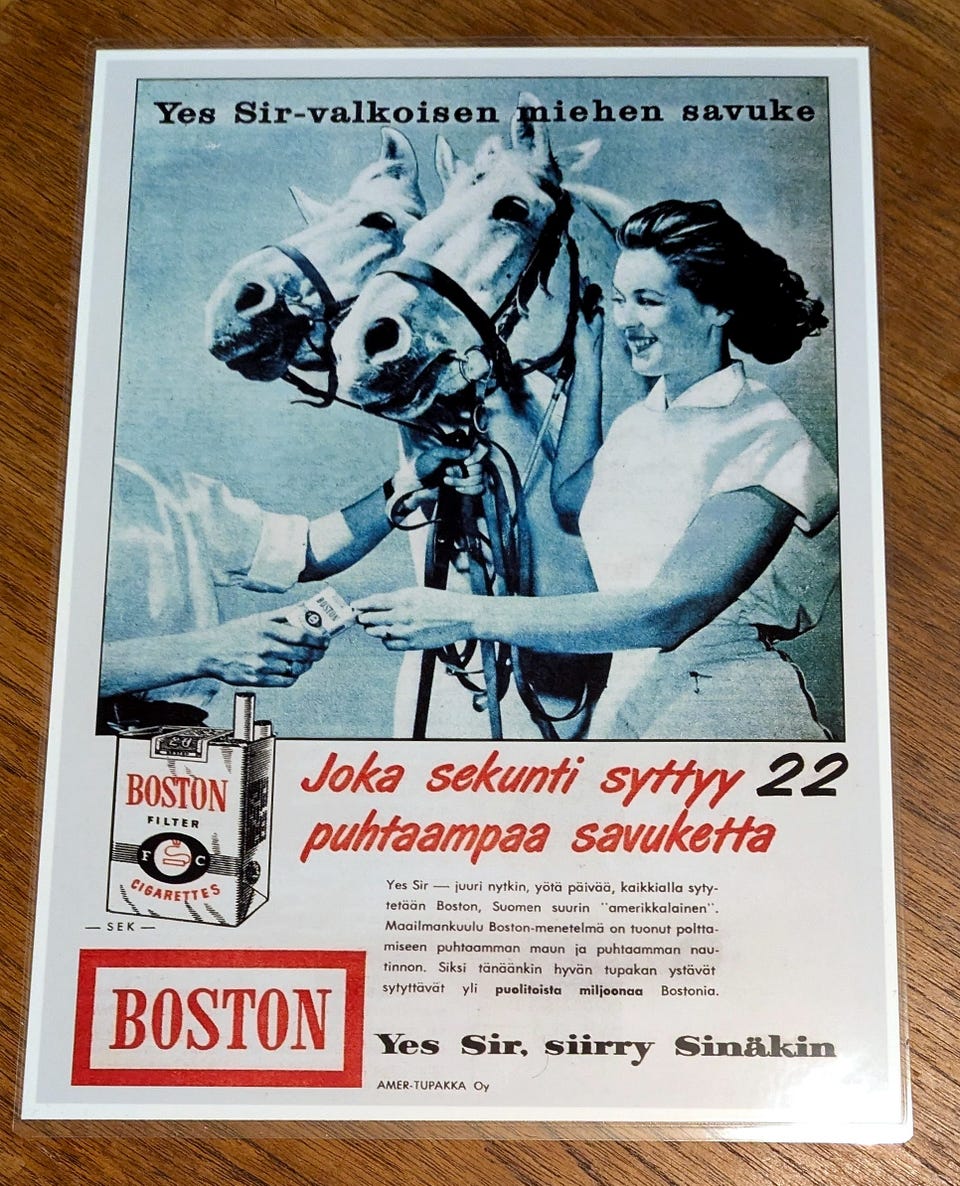 Yes Sir-valkoisen miehen savuke
BOSTON
20
BOSTON
FILTER
F C
CIGARETTES
— SEK —
Joka sekunti syttyy 22
puhtaampaa savuketta
Yes Sir — juuri nytkin, yötä päivää, kaikkialla syty-
tetään Boston, Suomen suurin "amerikkalainen".
Maailmankuulu Boston-menetelmä on tuonut poltta-
miseen puhtaamman maun ja puhtaamman nau-
tinnon. Siksi tänäänkin hyvän tupakan ystävät
sytyttävät yli puolitoista miljoonaa Bostonia.
BOSTON
Yes Sir, siirry Sinäkin
AMER-TUPAKKA Oy